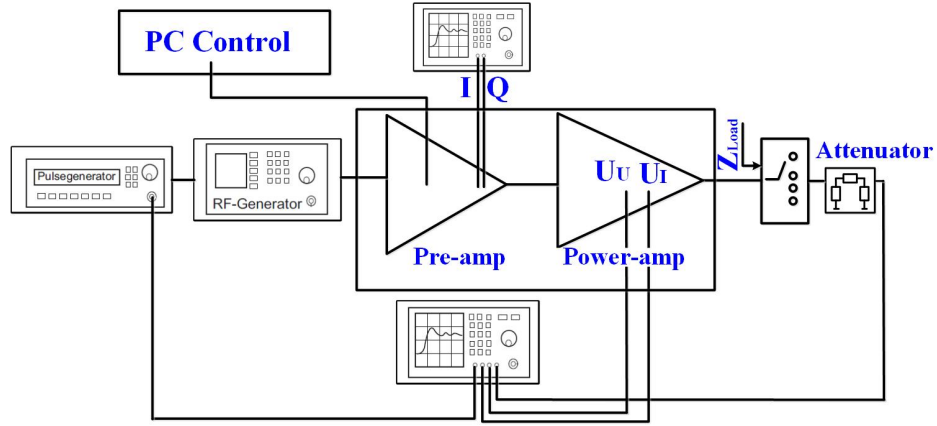 PC Control
I Q
Pulsegenerator
RF-Generator
Pre-amp
UU UI
Power-amp
ZLoad
Attenuator